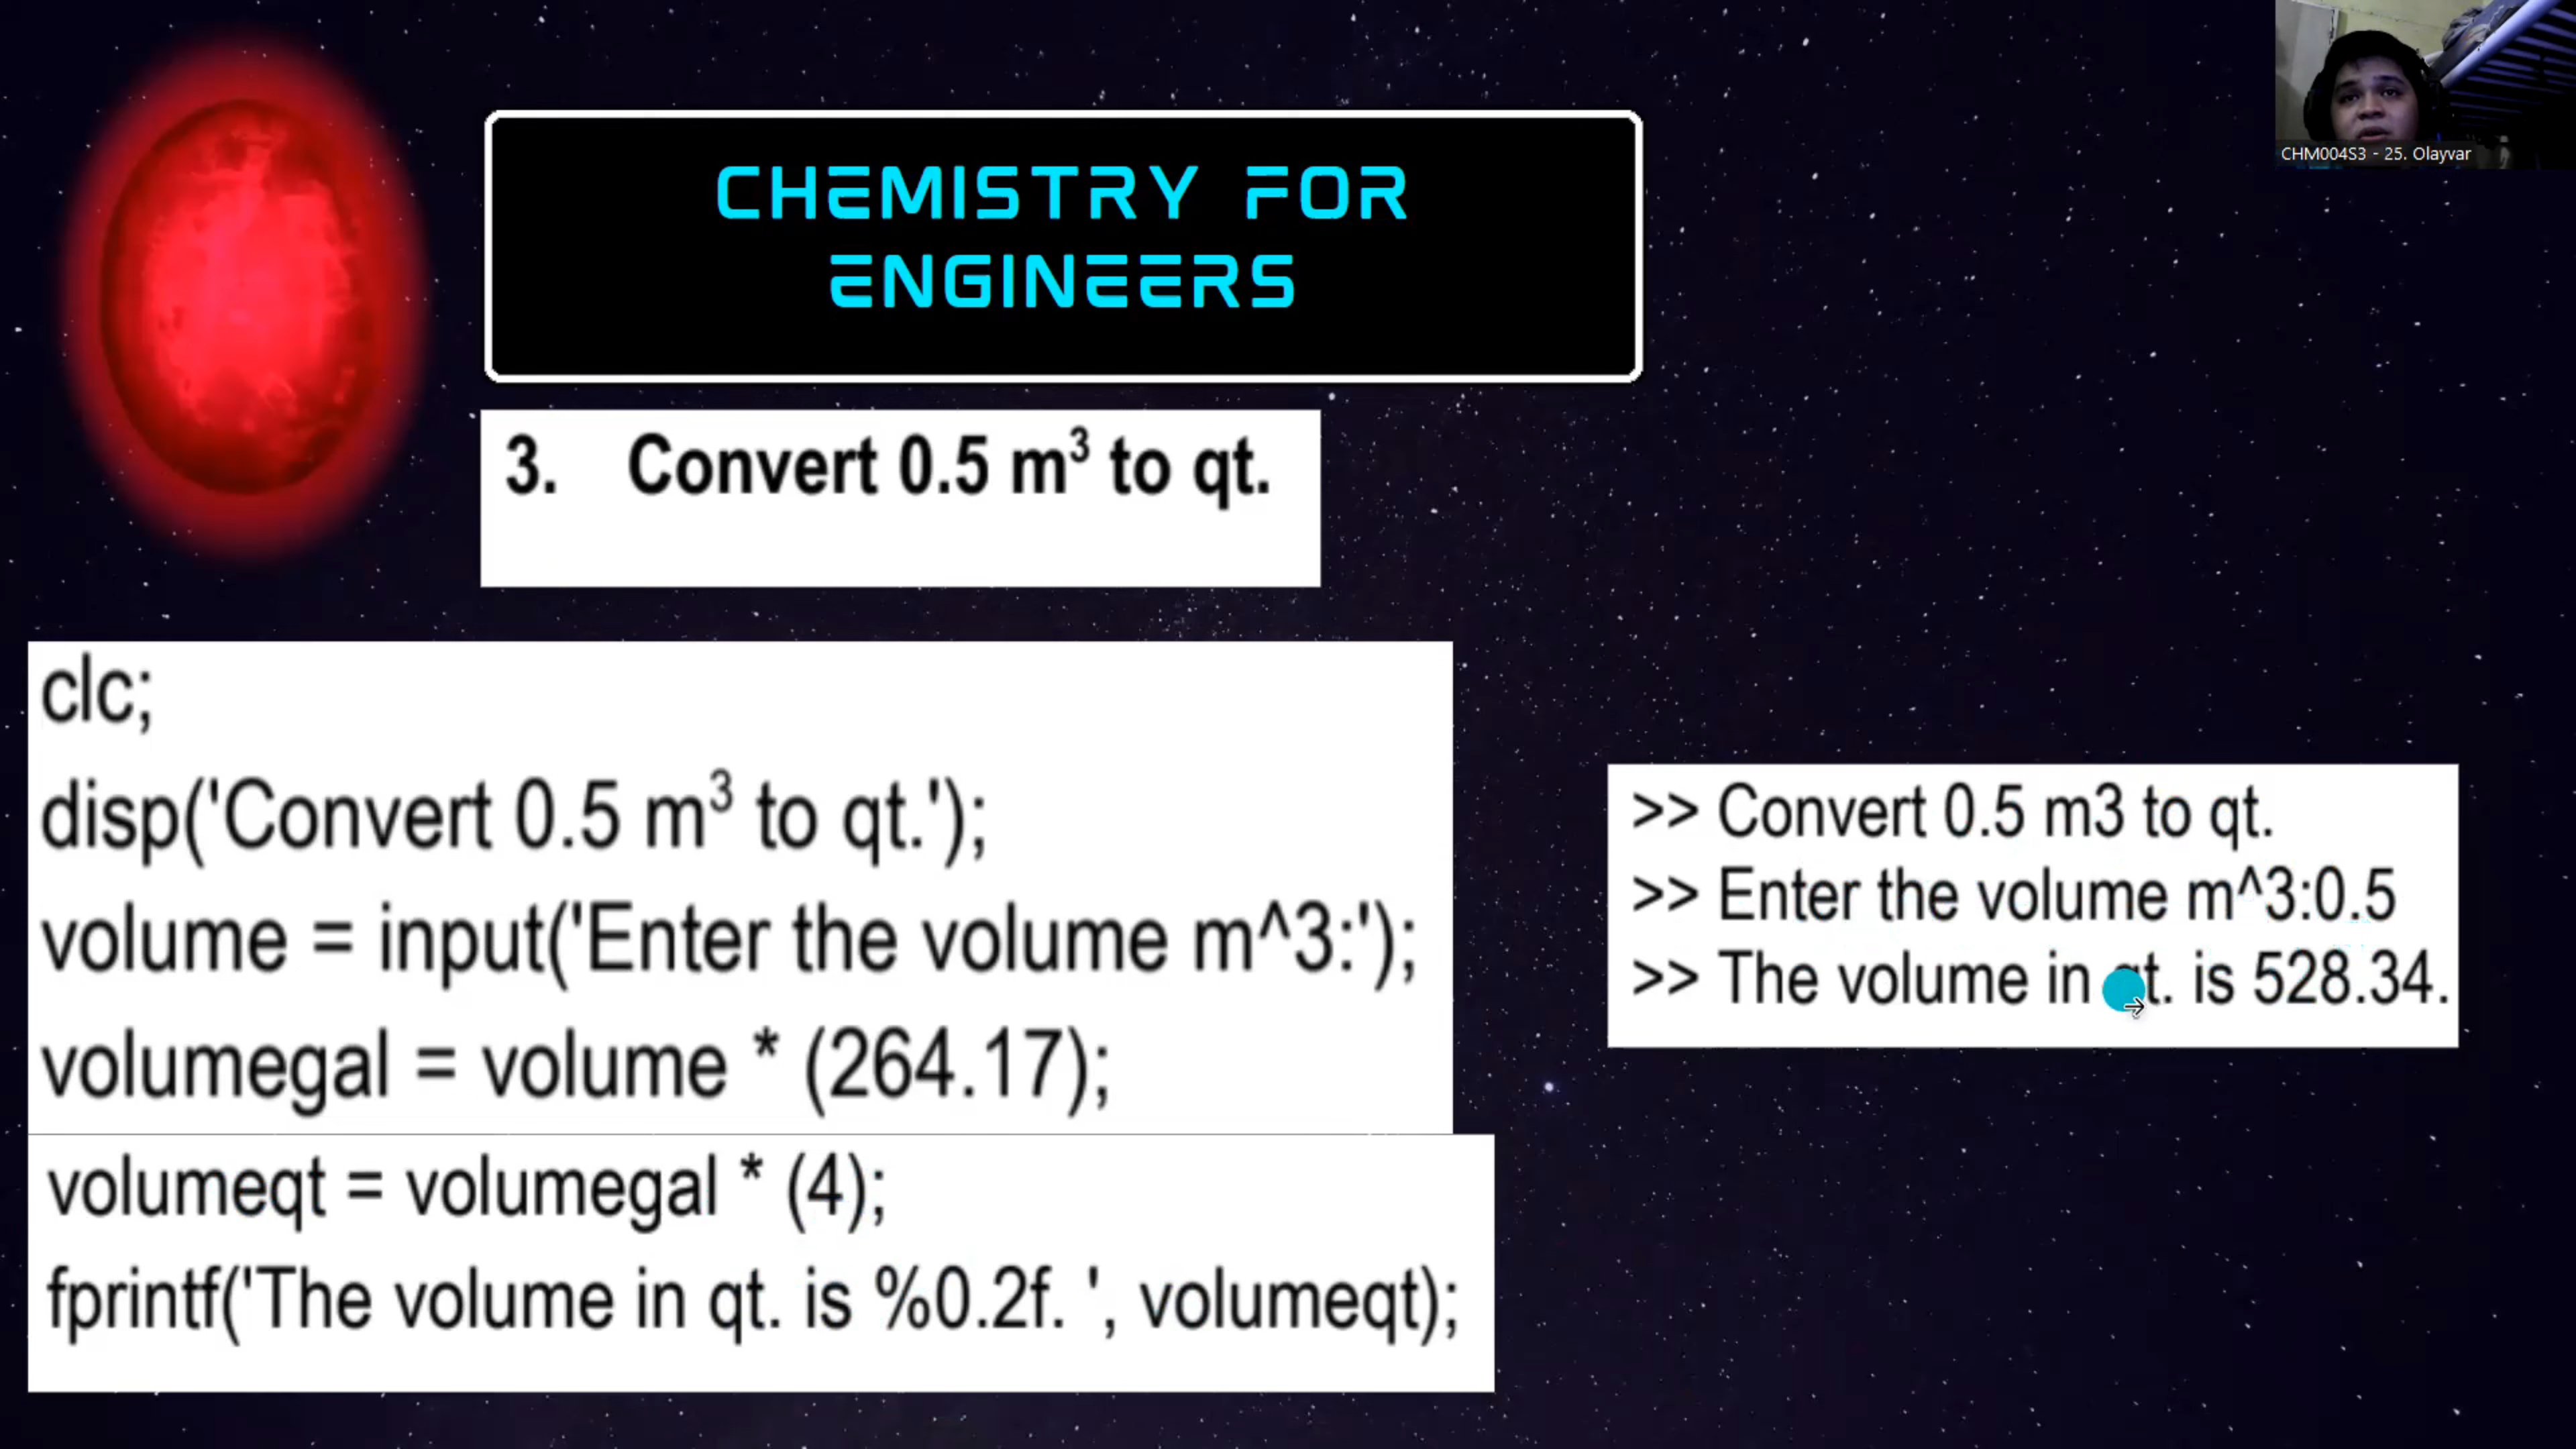 CHEMISTRY FOR
ENGINEERS
CHM004S3 - 25. Olayvar
3. Convert 0.5 m³ to qt.
clc;
disp('Convert 0.5 m³ to qt.');
volume = input('Enter the volume m^3:');
volumegal = volume * (264.17);
volumeqt = volumegal * (4);
fprintf('The volume in qt. is %0.2f. ', volumeqt);
>> Convert 0.5 m3 to qt.
>> Enter the volume m^3:0.5
>> The volume in qt. is 528.34.